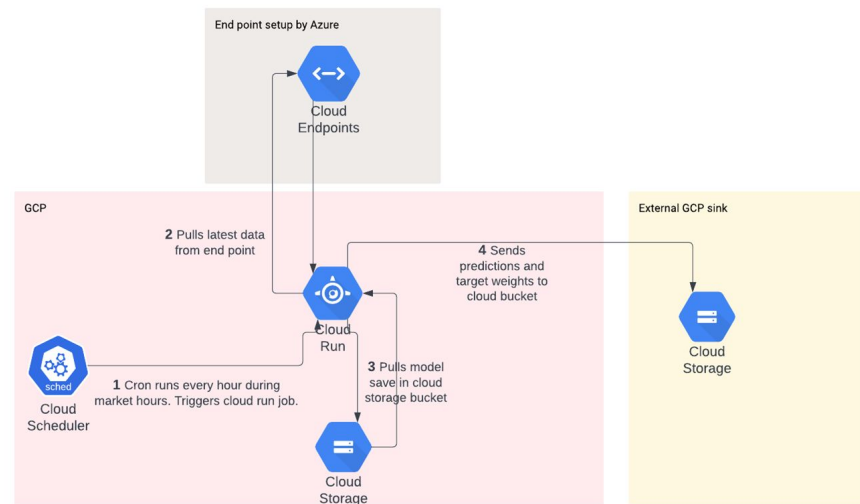 End point setup by Azure
Cloud
Endpoints
GCP
External GCP sink
2 Pulls latest data
from end point
4 Sends
predictions and
target weights to
cloud bucket
Cloud
Run
Cloud
Storage
sched
Cloud
Scheduler
1 Cron runs every hour during
market hours. Triggers cloud run job.
3 Pulls model
save in cloud
storage bucket
Cloud
Storage